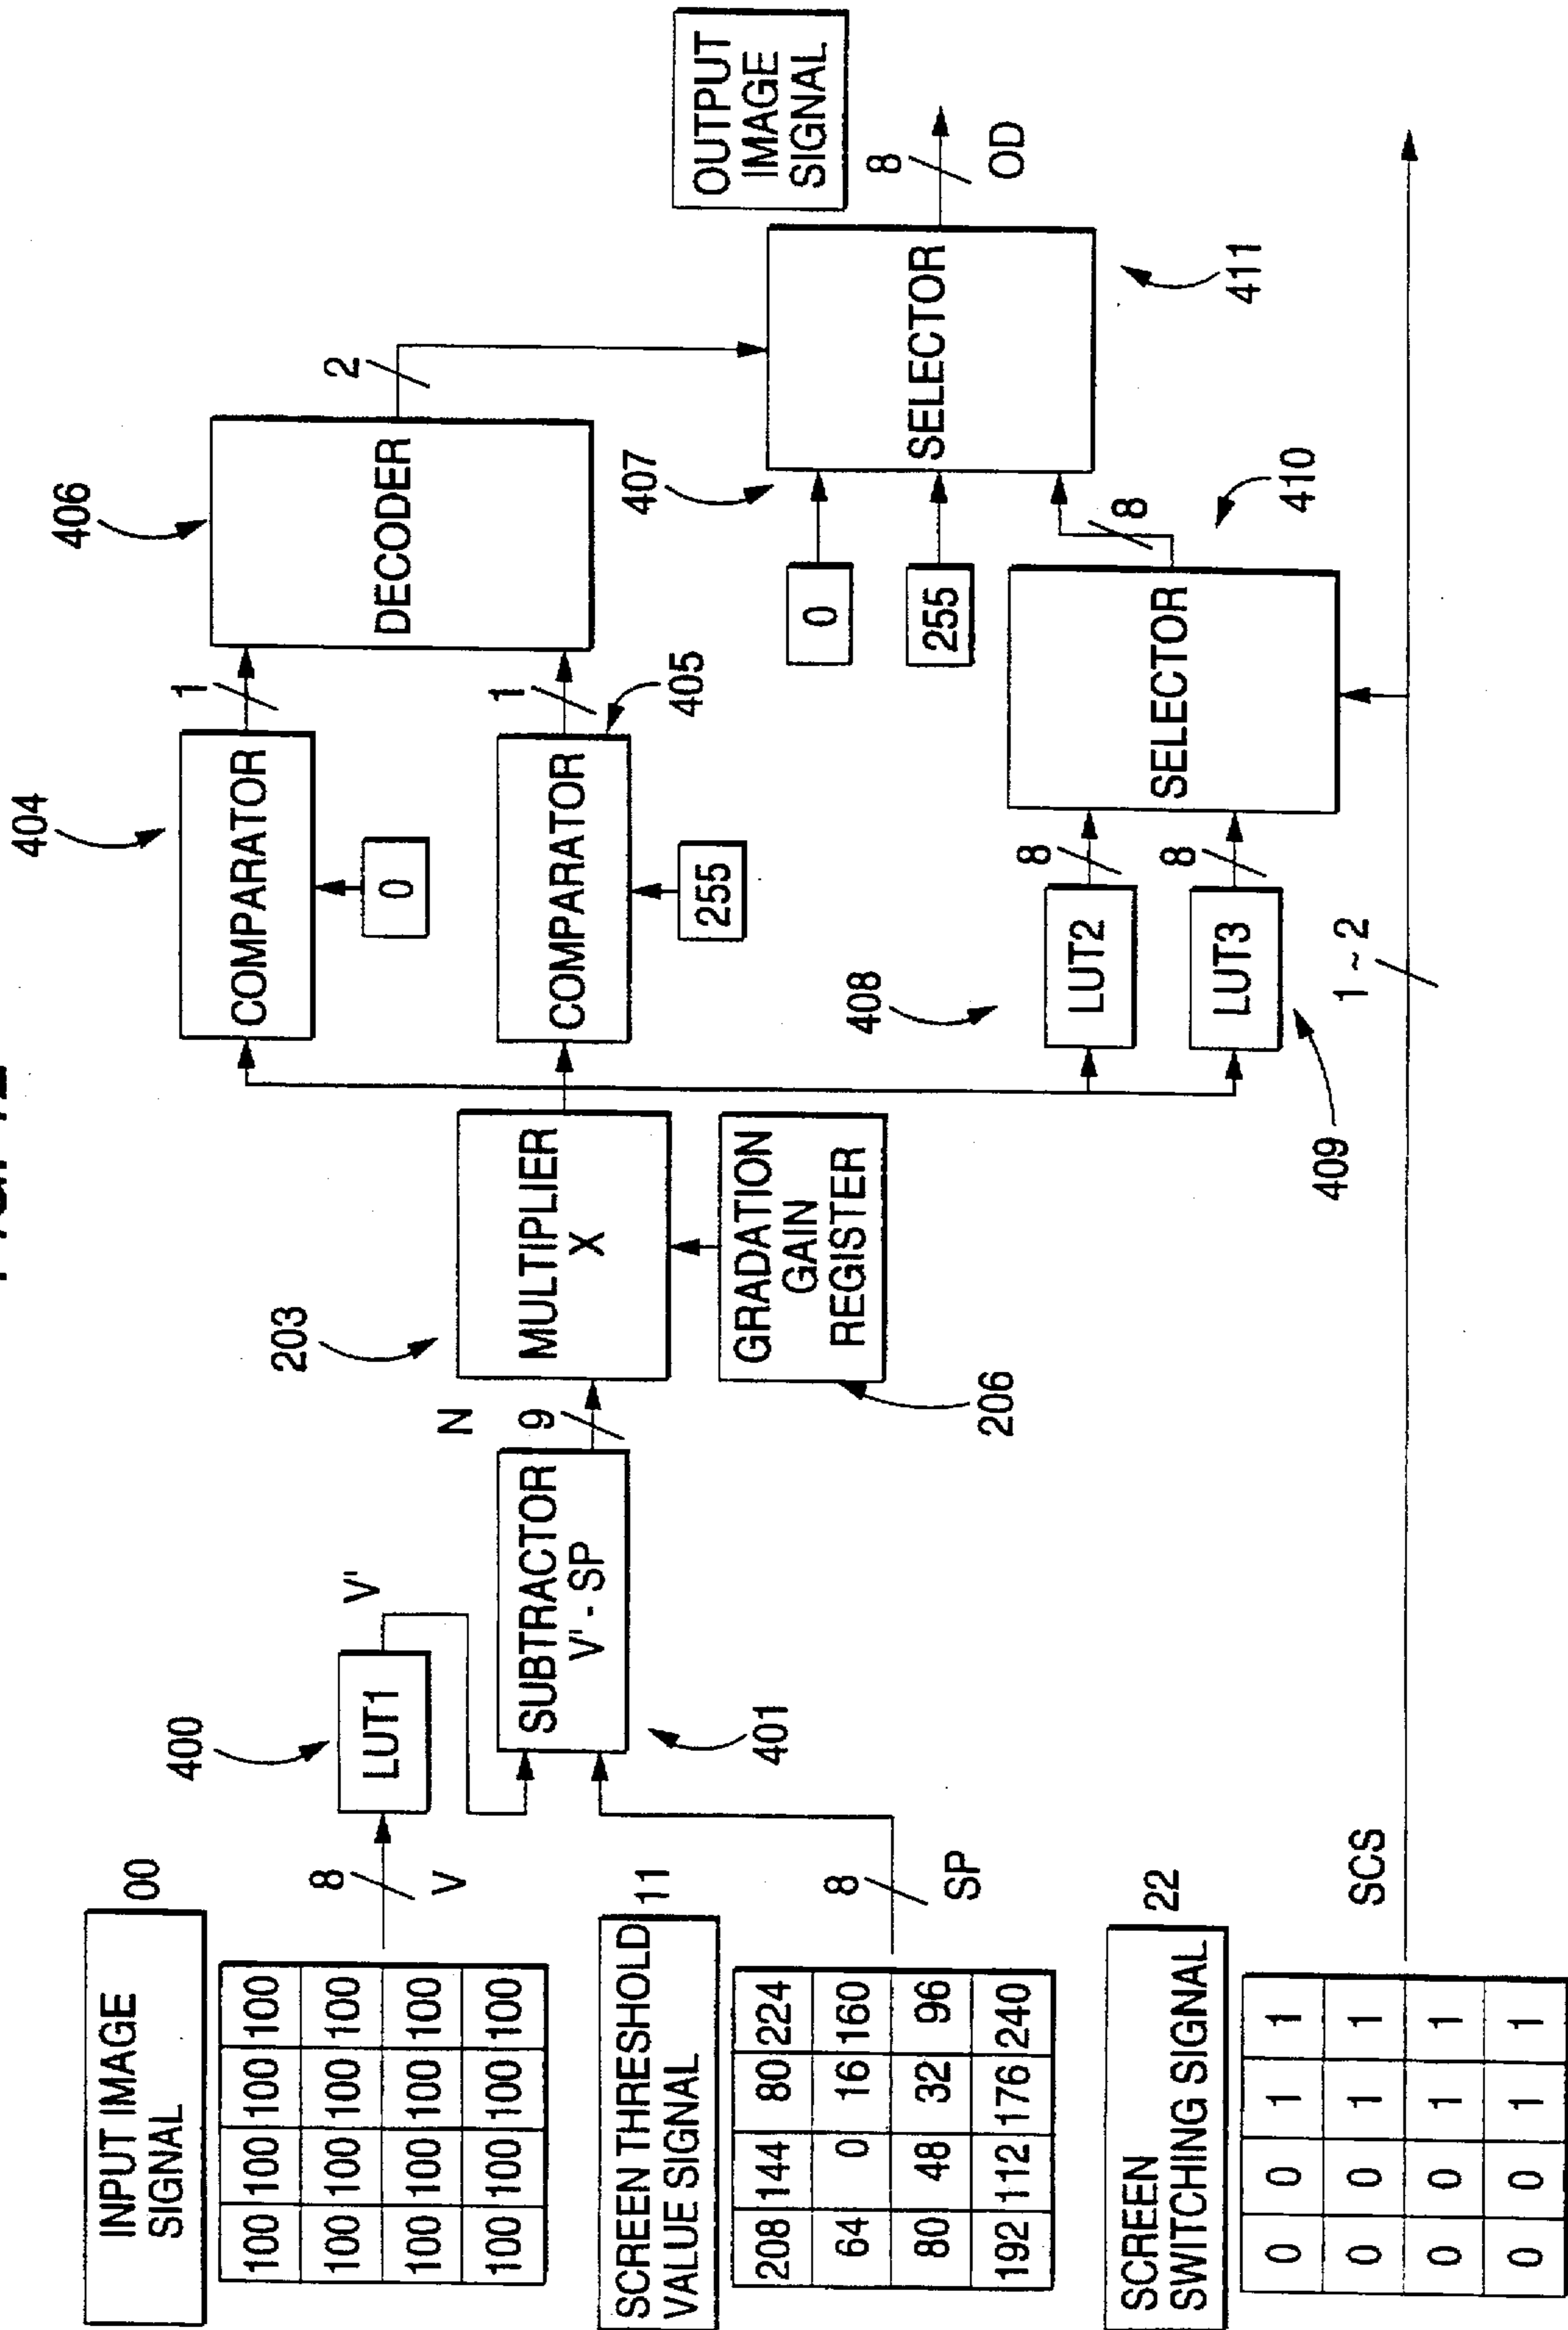 INPUT IMAGE
SIGNAL
00
100 100 100 100
100 100 100 100
100 100 100 100
100 100 100 100
8
V
400
LUT1
V'
SCREEN THRESHOLD
VALUE SIGNAL
11
208 144 80 224
64 0 16 160
80 48 32 96
192 112 176 240
8
SP
SUBTRACTOR
V' - SP
401
N
9
203
MULTIPLIER
X
GRADATION
GAIN
REGISTER
206
404
COMPARATOR
0
1
COMPARATOR
255
1
405
406
DECODER
2
408
LUT2
8
LUT3
8
409
SELECTOR
410
8
0
255
407
SELECTOR
411
OUTPUT
IMAGE
SIGNAL
8
OD
SCREEN
SWITCHING SIGNAL
22
0 0 1 1
0 0 1 1
0 0 1 1
0 0 1 1
SCS
1 ~ 2